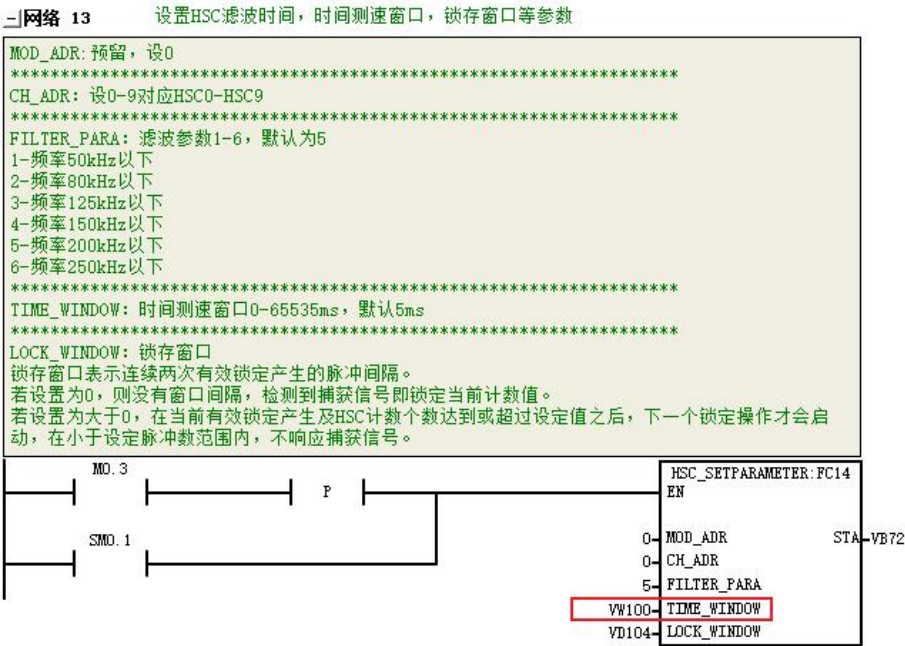 网络 13 设置HSC滤波时间，时间测速窗口，锁存窗口等参数
MOD_ADR: 预留，设0
********************************************************************
CH_ADR: 设0-9对应HSC0-HSC9
********************************************************************
FILTER_PARA: 滤波参数1-6，默认为5
1-频率50kHz以下
2-频率80kHz以下
3-频率125kHz以下
4-频率150kHz以下
5-频率200kHz以下
6-频率250kHz以下
********************************************************************
TIME_WINDOW: 时间测速窗口0-65535ms，默认5ms
********************************************************************
LOCK_WINDOW: 锁存窗口
锁存窗口表示连续两次有效锁定产生的脉冲间隔。
若设置为0，则没有窗口间隔，检测到捕获信号即锁定当前计数值。
若设置为大于0，在当前有效锁定产生及HSC计数个数达到或超过设定值之后，下一个锁定操作才会启
动，在小于设定脉冲数范围内，不响应捕获信号。
M0.3
P
SM0.1
HSC_SETPARAMETER:FC14
EN
0 MOD_ADR STA VB72
0 CH_ADR
5 FILTER_PARA
VW100 TIME_WINDOW
VD104 LOCK_WINDOW